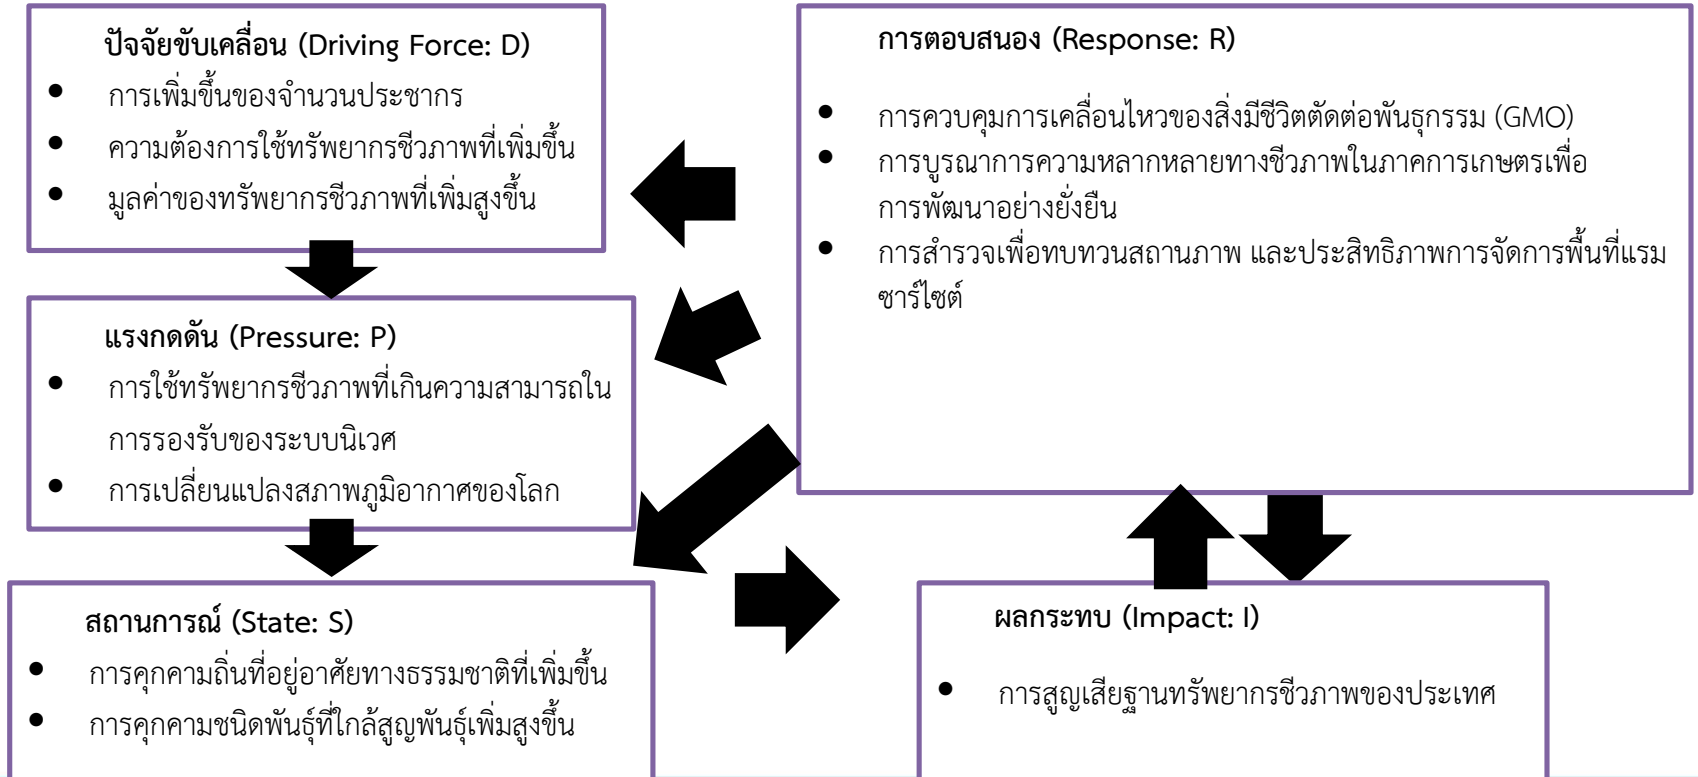 ปัจจัยขับเคลื่อน (Driving Force: D)
• การเพิ่มขึ้นของจำนวนประชากร
• ความต้องการใช้ทรัพยากรชีวภาพที่เพิ่มขึ้น
• มูลค่าของทรัพยากรชีวภาพที่เพิ่มสูงขึ้น
แรงกดดัน (Pressure: P)
• การใช้ทรัพยากรชีวภาพที่เกินความสามารถใน
การรองรับของระบบนิเวศ
• การเปลี่ยนแปลงสภาพภูมิอากาศของโลก
สถานการณ์ (State: S)
• การคุกคามถิ่นที่อยู่อาศัยทางธรรมชาติที่เพิ่มขึ้น
• การคุกคามชนิดพันธุ์ที่ใกล้สูญพันธุ์เพิ่มสูงขึ้น
การตอบสนอง (Response: R)
• การควบคุมการเคลื่อนไหวของสิ่งมีชีวิตตัดต่อพันธุกรรม (GMO)
• การบูรณาการความหลากหลายทางชีวภาพในภาคการเกษตรเพื่อ
การพัฒนาอย่างยั่งยืน
• การสำรวจเพื่อทบทวนสถานภาพ และประสิทธิภาพการจัดการพื้นที่แรม
ซาร์ไซต์
ผลกระทบ (Impact: I)
• การสูญเสียฐานทรัพยากรชีวภาพของประเทศ